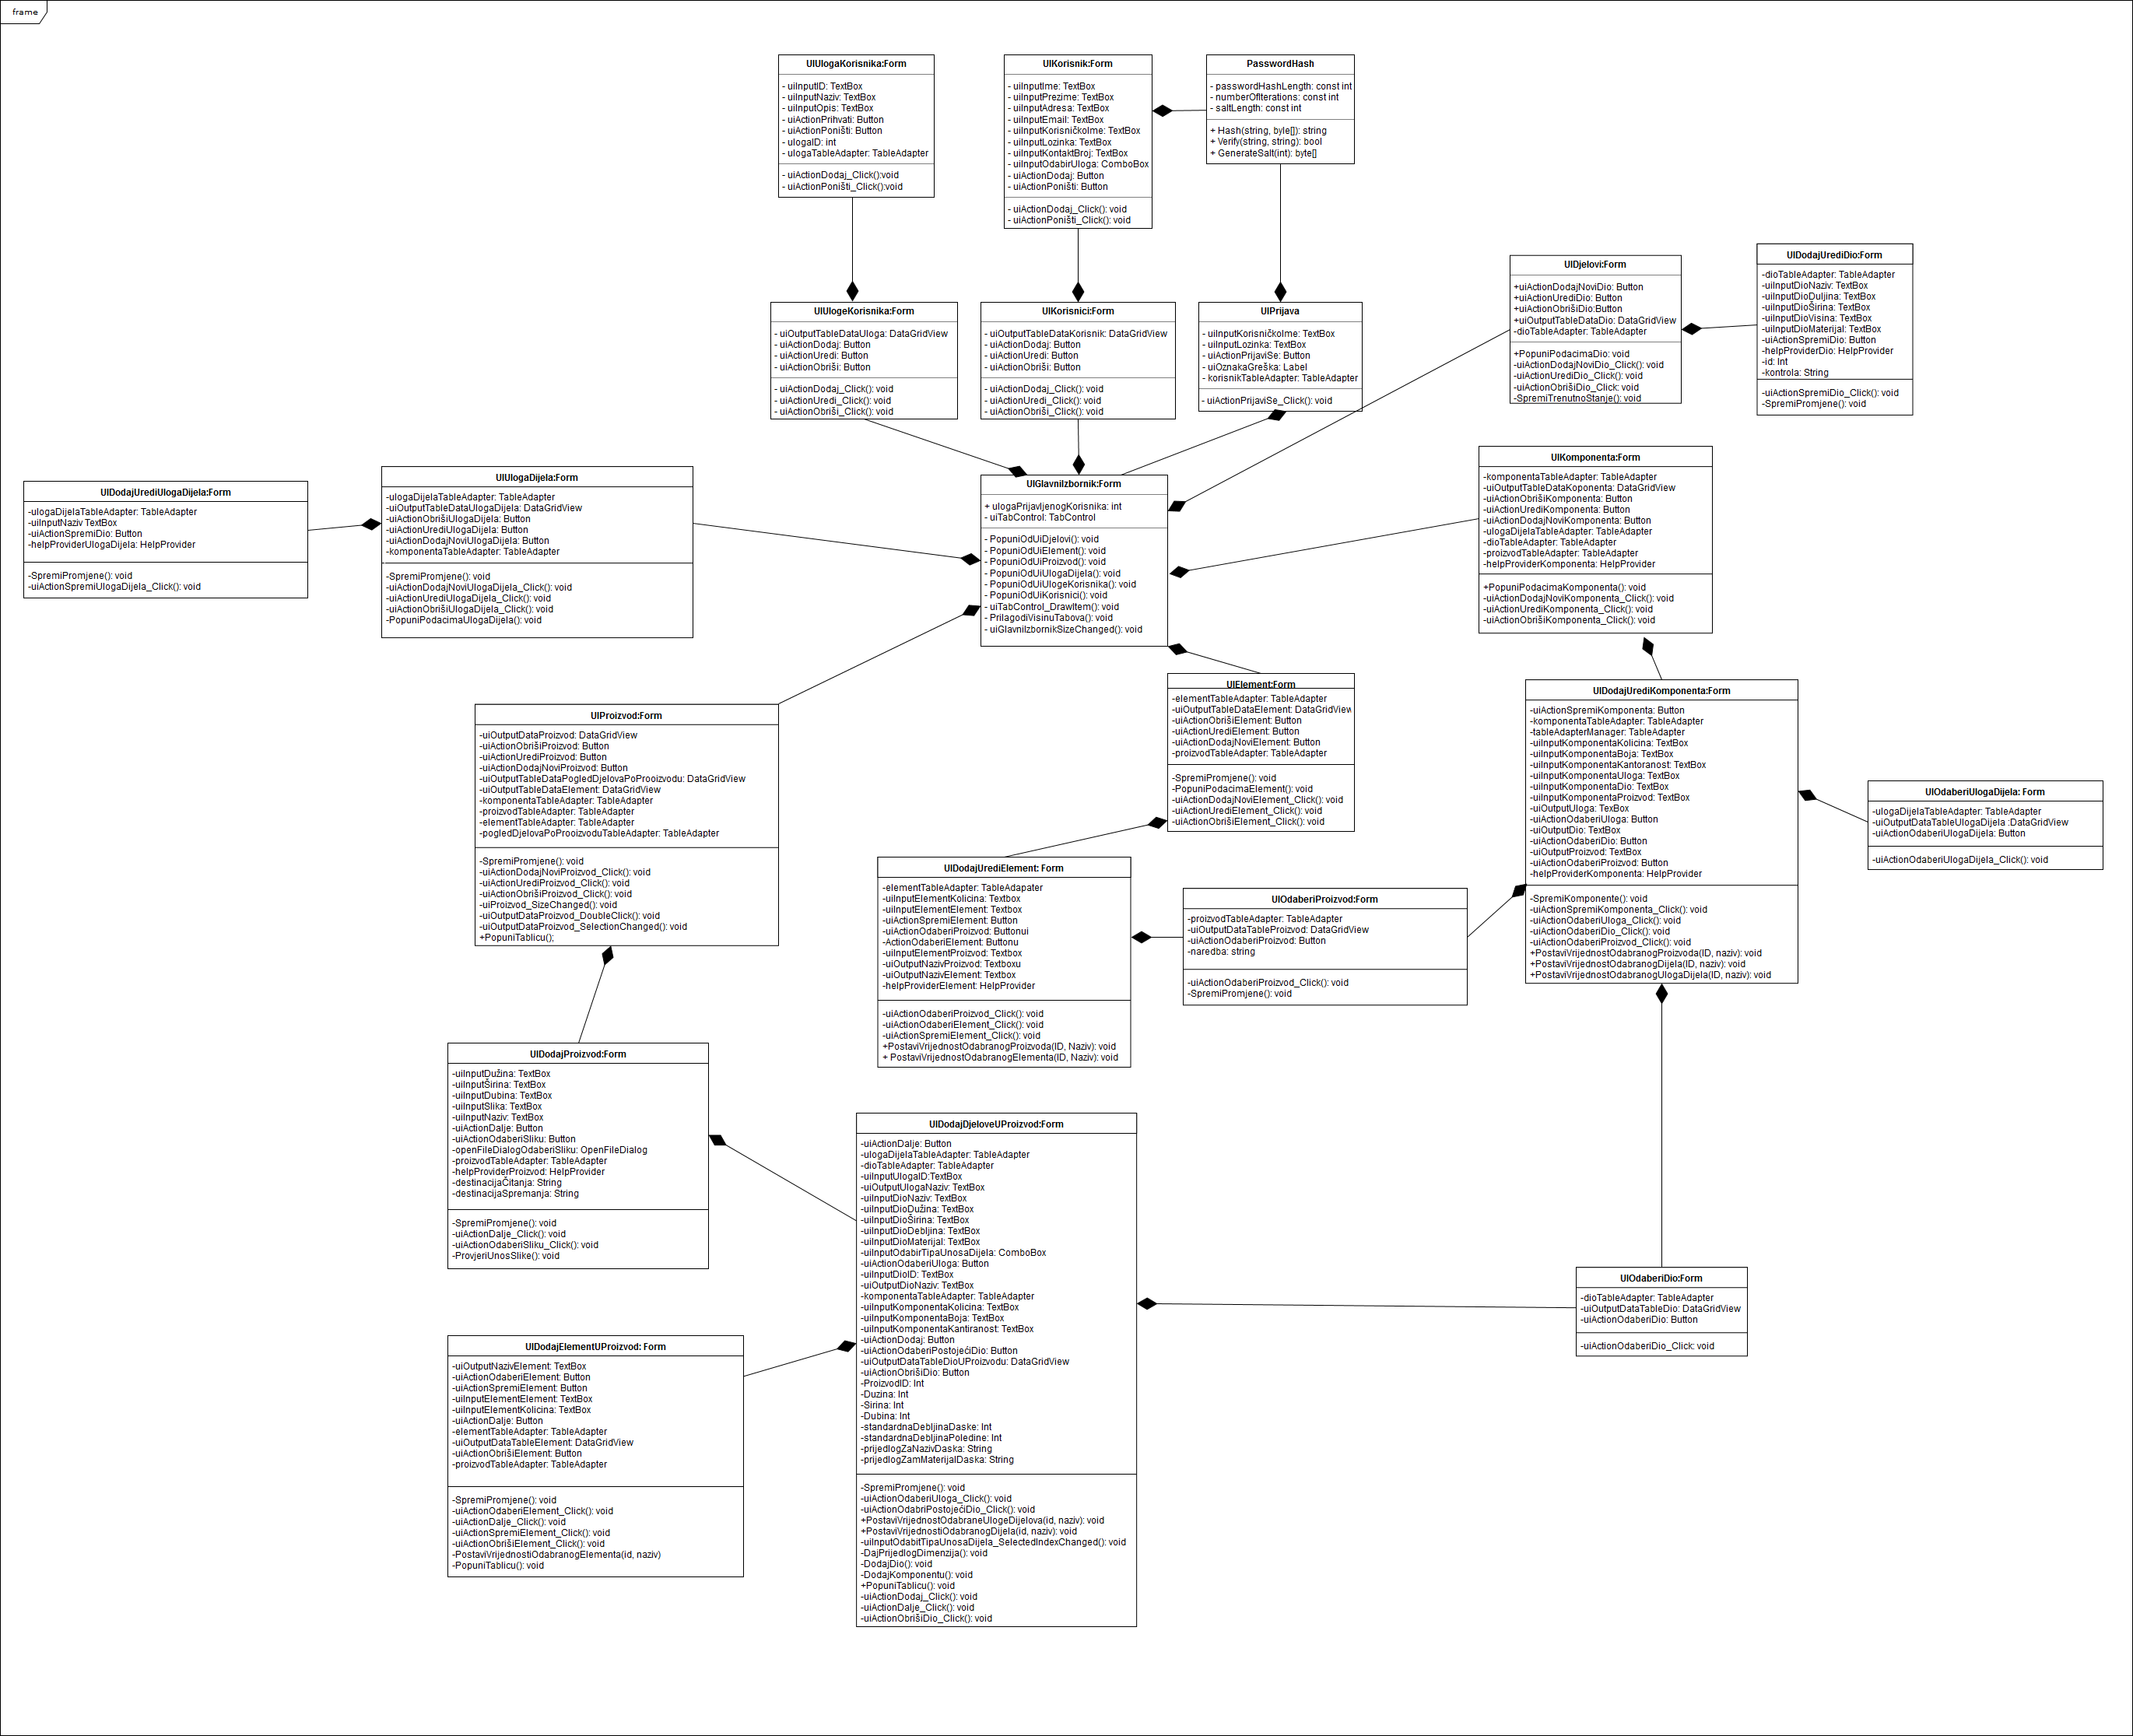 frame
UIUlogaKorisnika:Form
- uiInputID: TextBox
- uiInputNaziv: TextBox
- uiInputOpis: TextBox
- uiActionPrihvati: Button
- uiActionPoništi: Button
- ulogaID: int
- ulogaTableAdapter: TableAdapter
- uiActionDodaj_Click():void
- uiActionPoništi_Click():void
UIKorisnik:Form
- uiInputIme: TextBox
- uiInputPrezime: TextBox
- uiInputAdresa: TextBox
- uiInputEmail: TextBox
- uiInputKorisničkoIme: TextBox
- uiInputLozinka: TextBox
- uiInputKontaktBroj: TextBox
- uiInputOdabirUloga: ComboBox
- uiActionDodaj: Button
- uiActionPoništi: Button
- uiActionDodaj_Click(): void
- uiActionPoništi_Click(): void
PasswordHash
- passwordHashLength: const int
- numberOfIterations: const int
- saltLength: const int
+ Hash(string, byle[]): string
+ Verify(string, string): bool
+ GenerateSalt(int): byte[]
UIDjelovi:Form
+uiActionDodajNoviDio: Button
+uiActionUrediDio: Button
+uiActionObrišiDio:Button
+uiOutputTableDataDio: DataGridView
-dioTableAdapter: TableAdapter
+PopuniPodacimaDio: void
-uiActionDodajNoviDio_Click(): void
-uiActionUrediDio_Click(): void
-uiActionObrišiDio_Click: void
-SpremiTrenutnoStanje(): void
UIDodajUrediDio:Form
-dioTableAdapter: TableAdapter
-uiInputDioNaziv: TextBox
-uiInputDioDuljina: TextBox
-uiInputDioŠirina: TextBox
-uiInputDioVisina: TextBox
-uiInputDioMaterijal: TextBox
-uiActionSpremiDio: Button
-helpProviderDio: HelpProvider
-id: Int
-kontrola: String
-uiActionSpremiDio_Click(): void
-SpremiPromjene(): void
UIUlogeKorisnika:Form
- uiOutputTableDataUloga: DataGridView
- uiActionDodaj: Button
- uiActionUredi: Button
- uiActionObriši: Button
- uiActionDodaj_Click(): void
- uiActionUredi_Click(): void
- uiActionObriši_Click(): void
UIKorisnici:Form
- uiOutputTableDataKorisnik: DataGridView
- uiActionDodaj: Button
- uiActionUredi: Button
- uiActionObriši: Button
- uiActionDodaj_Click(): void
- uiActionUredi_Click(): void
- uiActionObriši_Click(): void
UIPrijava
- uiInputKorisničkoIme: TextBox
- uiInputLozinka: TextBox
- uiActionPrijaviSe: Button
- uiOznakaGreška: Label
- korisnikTableAdapter: TableAdapter
- uiActionPrijaviSe_Click(): void
UIDodajUrediUlogaDijela:Form
-ulogaDijelaTableAdapter: TableAdapter
-uiInputNaziv TextBox
-uiActionSpremiDio: Button
-helpProviderUlogaDijela: HelpProvider
-SpremiPromjene(): void
-uiActionSpremiUlogaDijela_Click(): void
UIUlogaDijela:Form
-ulogaDijelaTableAdapter: TableAdapter
-uiOutputTableDataUlogaDijela: DataGridView
-uiActionObrišiUlogaDijela: Button
-uiActionUrediUlogaDijela: Button
-uiActionDodajNoviUlogaDijela: Button
-komponentaTableAdapter: TableAdapter
-SpremiPromjene(): void
-uiActionDodajNoviUlogaDijela_Click(): void
-uiActionUrediUlogaDijela_Click(): void
-uiActionObrišiUlogaDijela_Click(): void
-PopuniPodacimaUlogaDijela(): void
UIGlavniIzbornik:Form
+ ulogaPrijavljenogKorisnika: int
- uiTabControl: TabControl
- PopuniOdUiDjelovi(): void
- PopuniOdUiElement(): void
- PopuniOdUiProizvod(): void
- PopuniOdUiUlogaDijela(): void
- PopuniOdUiUlogeKorisnika(): void
- PopuniOdUiKorisnici(): void
- uiTabControl_DrawItem(): void
- PrilagodiVisinuTabova(): void
- uiGlavniIzbornikSizeChanged(): void
UIKomponenta:Form
-komponentaTableAdapter: TableAdapter
-uiOutputTableDataKoponenta: DataGridView
-uiActionObrišiKomponenta: Button
-uiActionUrediKomponenta: Button
-uiActionDodajNoviKomponenta: Button
-ulogaDijelaTableAdapter: TableAdapter
-dioTableAdapter: TableAdapter
-proizvodTableAdapter: TableAdapter
-helpProviderKomponenta: HelpProvider
+PopuniPodacimaKomponenta(): void
-uiActionDodajNoviKomponenta_Click(): void
-uiActionUrediKomponenta_Click(): void
-uiActionObrišiKomponenta_Click(): void
UIProizvod:Form
-uiOutputDataProizvod: DataGridView
-uiActionObrišiProizvod: Button
-uiActionUrediProizvod: Button
-uiActionDodajNoviProizvod: Button
-uiOutputTableDataPogledDjelovaPoProoizvodu: DataGridView
-uiOutputTableDataElement: DataGridView
-komponentaTableAdapter: TableAdapter
-proizvodTableAdapter: TableAdapter
-elementTableAdapter: TableAdapter
-pogledDjelovaPoProoizvoduTableAdapter: TableAdapter
-SpremiPromjene(): void
-uiActionDodajNoviProizvod_Click(): void
-uiActionUrediProizvod_Click(): void
-uiActionObrišiProizvod_Click(): void
-uiProizvod_SizeChanged(): void
-uiOutputDataProizvod_DoubleClick(): void
-uiOutputDataProizvod_SelectionChanged(): void
+PopuniTablicu();
UIElement:Form
-elementTableAdapter: TableAdapter
-uiOutputTableDataElement: DataGridView
-uiActionObrišiElement: Button
-uiActionUrediElement: Button
-uiActionDodajNoviElement: Button
-proizvodTableAdapter: TableAdapter
-SpremiPromjene(): void
-PopuniPodacimaElement(): void
-uiActionDodajNoviElement_Click(): void
-uiActionUrediElement_Click(): void
-uiActionObrišiElement_Click(): void
UIDodajUrediKomponenta:Form
-uiActionSpremiKomponenta: Button
-komponentaTableAdapter: TableAdapter
-tableAdapterManager: TableAdapter
-uiInputKomponentaKolicina: TextBox
-uiInputKomponentaBoja: TextBox
-uiInputKomponentaKantoranost: TextBox
-uiInputKomponentaUloga: TextBox
-uiInputKomponentaDio: TextBox
-uiInputKomponentaProizvod: TextBox
-uiOutputUloga: TexBox
-uiActionOdaberiUloga: Button
-uiOutputDio: TextBox
-uiActionOdaberiDio: Button
-uiOutputProizvod: TextBox
-uiActionOdaberiProizvod: Button
-helpProviderKomponenta: HelpProvider
-SpremiKomponente(): void
-uiActionSpremiKomponenta_Click(): void
-uiActionOdaberiUloga_Click(): void
-uiActionOdaberiDio_Click(): void
-uiActionOdaberiProizvod_Click(): void
+PostaviVrijednostOdabranogProizvoda(ID, naziv): void
+PostaviVrijednostOdabranogDijela(ID, naziv): void
+PostaviVrijednostOdabranogUlogaDijela(ID, naziv): void
UIOdaberiUlogaDijela: Form
-ulogaDijelaTableAdapter: TableAdapter
-uiOutputDataTableUlogaDijela :DataGridView
-uiActionOdaberiUlogaDijela: Button
-uiActionOdaberiUlogaDijela_Click(): void
UIDodajUrediElement: Form
-elementTableAdapter: TableAdapater
-uiInputElementKolicina: Textbox
-uiInputElementElement: Textbox
-uiActionSpremiElement: Button
-uiActionOdaberiProizvod: Buttonui
-ActionOdaberiElement: Buttonu
-uiInputElementProizvod: Textbox
-uiOutputNazivProizvod: Textboxu
-uiOutputNazivElement: Textbox
-helpProviderElement: HelpProvider
-uiActionOdaberiProizvod_Click(): void
-uiActionOdaberiElement_Click(): void
-uiActionSpremiElement_Click(): void
+PostaviVrijednostOdabranogProizvoda(ID, Naziv): void
+ PostaviVrijednostOdabranogElementa(ID, Naziv): void
UIOdaberiProizvod:Form
-proizvodTableAdapter: TableAdapter
-uiOutputDataTableProizvod: DataGridView
-uiActionOdaberiProizvod: Button
-naredba: string
-uiActionOdaberiProizvod_Click(): void
-SpremiPromjene(): void
UIDodajProizvod:Form
-uiInputDužina: TextBox
-uiInputŠirina: TextBox
-uiInputDubina: TextBox
-uiInputSlika: TextBox
-uiInputNaziv: TextBox
-uiActionDalje: Button
-uiActionOdaberiSliku: Button
-openFileDialogOdaberiSliku: OpenFileDialog
-proizvodTableAdapter: TableAdapter
-helpProviderProizvod: HelpProvider
-destinacijaČitanja: String
-destinacijaSpremanja: String
-SpremiPromjene(): void
-uiActionDalje_Click(): void
-uiActionOdaberiSliku_Click(): void
-ProvjeriUnosSlike(): void
UIDodajDjeloveUProizvod:Form
-uiActionDalje: Button
-ulogaDijelaTableAdapter: TableAdapter
-dioTableAdapter: TableAdapter
-uiInputUlogaID:TextBox
-uiOutputUlogaNaziv: TextBox
-uiInputDioNaziv: TextBox
-uiInputDioDužina: TextBox
-uiInputDioŠirina: TextBox
-uiInputDioDebljina: TextBox
-uiInputDioMaterijal: TextBox
-uiInputOdabirTipaUnosaDijela: ComboBox
-uiActionOdaberiUloga: Button
-uiInputDioID: TextBox
-uiOutputDioNaziv: TextBox
-komponentaTableAdapter: TableAdapter
-uiInputKomponentaKolicina: TextBox
-uiInputKomponentaBoja: TextBox
-uiInputKomponentaKantiranost: TextBox
-uiActionDodaj: Button
-uiActionOdaberiPostojećiDio: Button
-uiOutputDataTableDioUProizvodu: DataGridView
-uiActionObrišiDio: Button
-ProizvodID: Int
-Duzina: Int
-Sirina: Int
-Dubina: Int
-standardnaDebljinaDaske: Int
-standardnaDebljinaPoledine: Int
-prijedlogZaNazivDaska: String
-prijedlogZamMaterijalDaska: String
-SpremiPromjene(): void
-uiActionOdaberiUloga_Click(): void
-uiActionOdabriPostojećiDio_Click(): void
+PostaviVrijednostOdabraneUlogeDijelova(id, naziv): void
+PostaviVrijednostiOdabranogDijela(id, naziv): void
-uiInputOdabitTipaUnosaDijela_SelectedIndexChanged(): void
-DajPrijedlogDimenzija(): void
-DodajDio(): void
-DodajKomponentu(): void
+PopuniTablicu(): void
-uiActionDodaj_Click(): void
-uiActionDalje_Click(): void
-uiActionObrišiDio_Click(): void
UIOdaberiDio:Form
-dioTableAdapter: TableAdapter
-uiOutputDataTableDio: DataGridView
-uiActionOdaberiDio: Button
-uiActionOdaberiDio_Click: void
UIDodajElementUProizvod: Form
-uiOutputNazivElement: TextBox
-uiActionOdaberiElement: Button
-uiActionSpremiElement: Button
-uiInputElementElement: TextBox
-uiInputElementKolicina: TextBox
-uiActionDalje: Button
-elementTableAdapter: TableAdapter
-uiOutputDataTableElement: DataGridView
-uiActionObrišiElement: Button
-proizvodTableAdapter: TableAdapter
-SpremiPromjene(): void
-uiActionOdaberiElement_Click(): void
-uiActionDalje_Click(): void
-uiActionSpremiElement_Click(): void
-uiActionObrišiElement_Click(): void
-PostaviVrijednostiOdabranogElementa(id, naziv)
-PopuniTablicu(): void